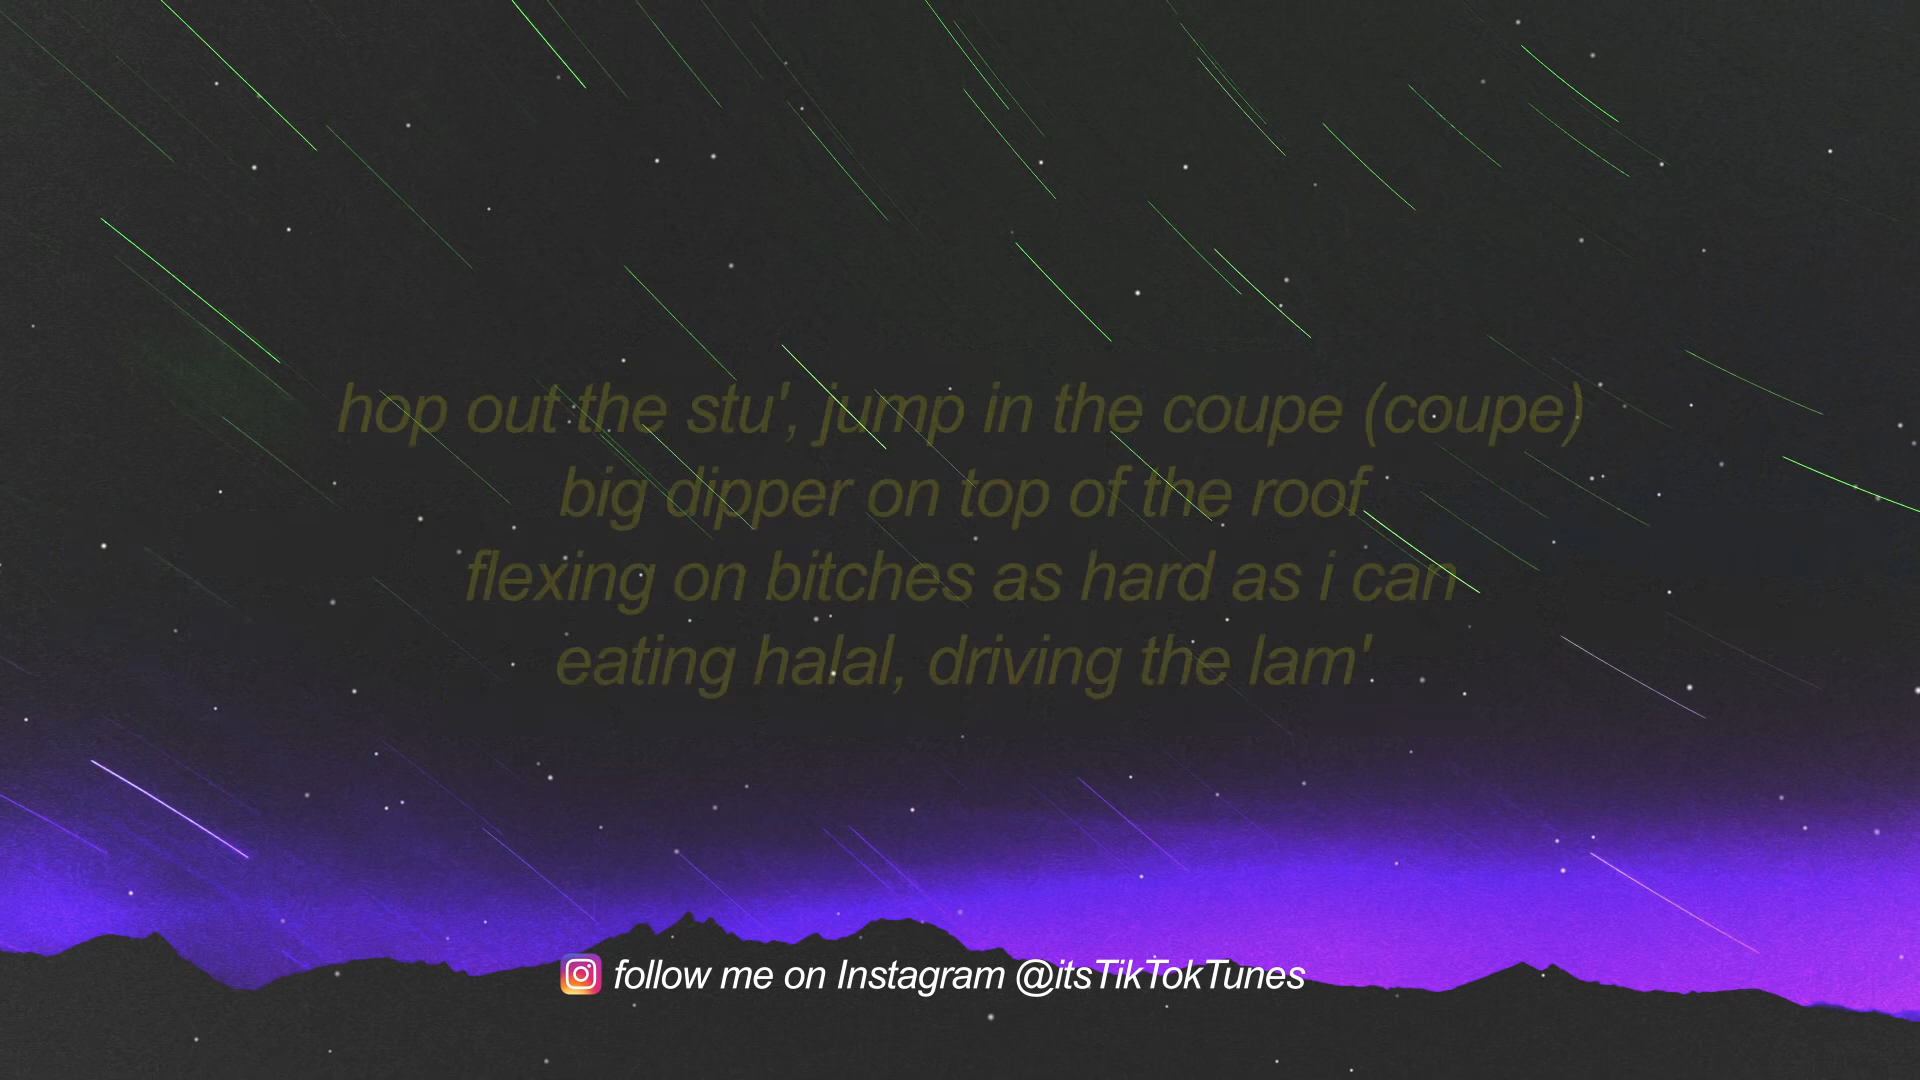 hop out the stu', jump in the coupe (coupe)
big dipper on top of the roof
flexing on bitches as hard as i can
eating halal, driving the lam'
follow me on Instagram @itsTikTokTunes